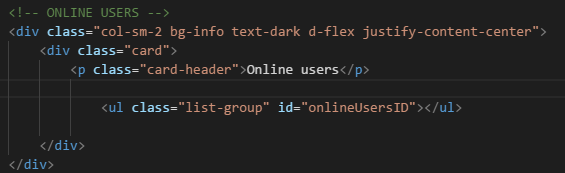 <!-- ONLINE USERS -->
<div class="col-sm-2 bg-info text-dark d-flex justify-content-center">
<div class="card">
<p class="card-header">Online users</p>
<ul class="list-group" id="onlineUsersID"></ul>
</div>
</div>